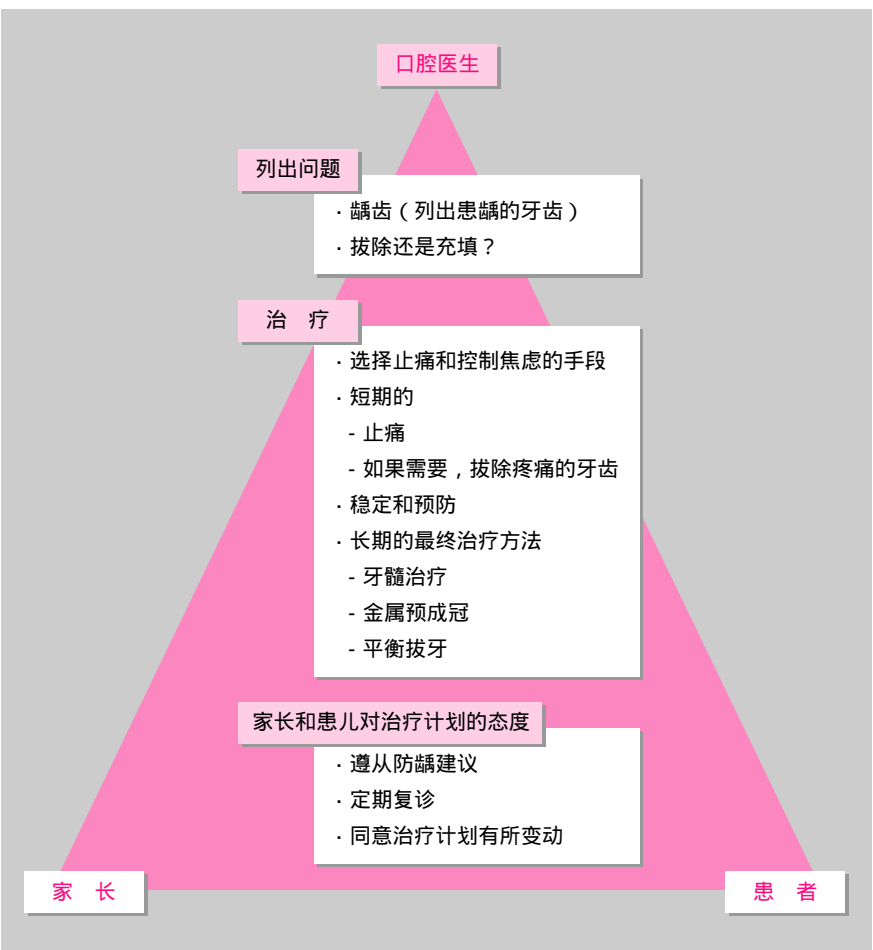 口腔医生
列出问题
· 龋齿（列出患龋的牙齿）
· 拔除还是充填？
治 疗
· 选择止痛和控制焦虑的手段
· 短期的
- 止痛
- 如果需要，拔除疼痛的牙齿
· 稳定和预防
· 长期的最终治疗方法
- 牙髓治疗
- 金属预成冠
- 平衡拔牙
家长和患儿对治疗计划的态度
· 遵从防龋建议
· 定期复诊
· 同意治疗计划有所变动
家 长
患 者